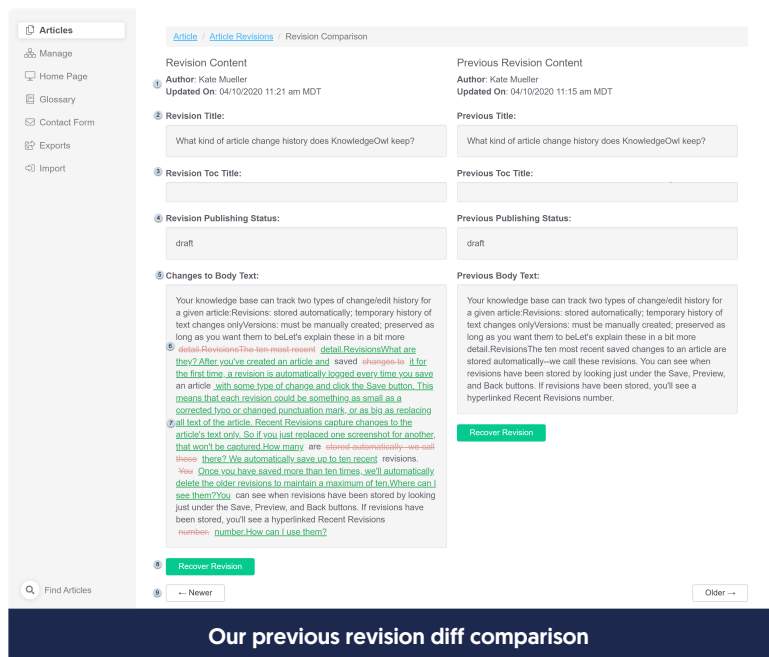 Articles
Manage
Home Page
Glossary
Contact Form
Exports
Import
Find Articles
Article / Article Revisions / Revision Comparison
Revision Content
1 Author: Kate Mueller
Updated On: 04/10/2020 11:21 am MDT
2 Revision Title:
What kind of article change history does KnowledgeOwl keep?
3 Revision Toc Title:
4 Revision Publishing Status:
draft
5 Changes to Body Text:
Your knowledge base can track two types of change/edit history for
a given article:Revisions: stored automatically; temporary history of
text changes onlyVersions: must be manually created; preserved as
long as you want them to beLet's explain these in a bit more
6 detail.RevisionsThe ten most recent detail.RevisionsWhat are
they? After you've created an article and saved changes to it for
the first time, a revision is automatically logged every time you save
an article with some type of change and click the Save button. This
means that each revision could be something as small as a
corrected typo or changed punctuation mark, or as big as replacing
7 all text of the article. Recent Revisions capture changes to the
article's text only. So if you just replaced one screenshot for another,
that won't be captured.How many are stored automatically--we call
these there? We automatically save up to ten recent revisions.
You Once you have saved more than ten times, we'll automatically
delete the older revisions to maintain a maximum of ten.Where can I
see them?You can see when revisions have been stored by looking
just under the Save, Preview, and Back buttons. If revisions have
been stored, you'll see a hyperlinked Recent Revisions
number. number.How can I use them?
8 Recover Revision
9 ← Newer
Previous Revision Content
Author: Kate Mueller
Updated On: 04/10/2020 11:15 am MDT
Previous Title:
What kind of article change history does KnowledgeOwl keep?
Previous Toc Title:
Previous Publishing Status:
draft
Previous Body Text:
Your knowledge base can track two types of change/edit history for
a given article:Revisions: stored automatically; temporary history of
text changes onlyVersions: must be manually created; preserved as
long as you want them to beLet's explain these in a bit more
detail.RevisionsThe ten most recent saved changes to an article are
stored automatically--we call these revisions. You can see when
revisions have been stored by looking just under the Save, Preview,
and Back buttons. If revisions have been stored, you'll see a
hyperlinked Recent Revisions number.
Recover Revision
Older →
Our previous revision diff comparison